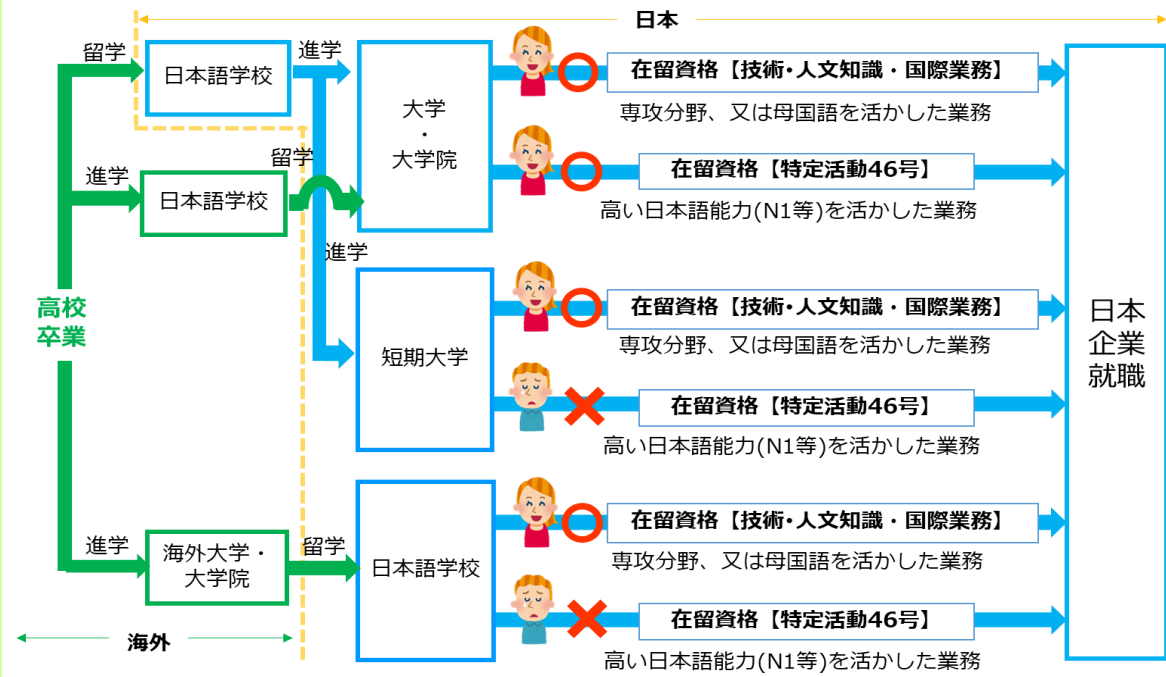 日本
留学
日本語学校
進学
大学
・
大学院
在留資格【技術・人文知識・国際業務】
専攻分野、又は母国語を活かした業務
進学
日本語学校
留学
在留資格【特定活動46号】
高い日本語能力(N1等)を活かした業務
進学
高校
卒業
短期大学
在留資格【技術・人文知識・国際業務】
専攻分野、又は母国語を活かした業務
在留資格【特定活動46号】
高い日本語能力(N1等)を活かした業務
日本
企業
就職
進学
海外大学・
大学院
留学
日本語学校
在留資格【技術・人文知識・国際業務】
専攻分野、又は母国語を活かした業務
在留資格【特定活動46号】
高い日本語能力(N1等)を活かした業務
海外